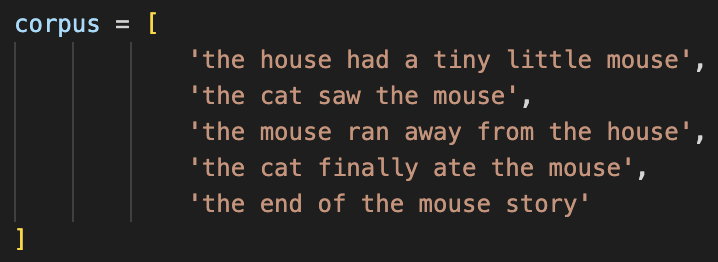 corpus = [
'the house had a tiny little mouse',
'the cat saw the mouse',
'the mouse ran away from the house',
'the cat finally ate the mouse',
'the end of the mouse story'
]